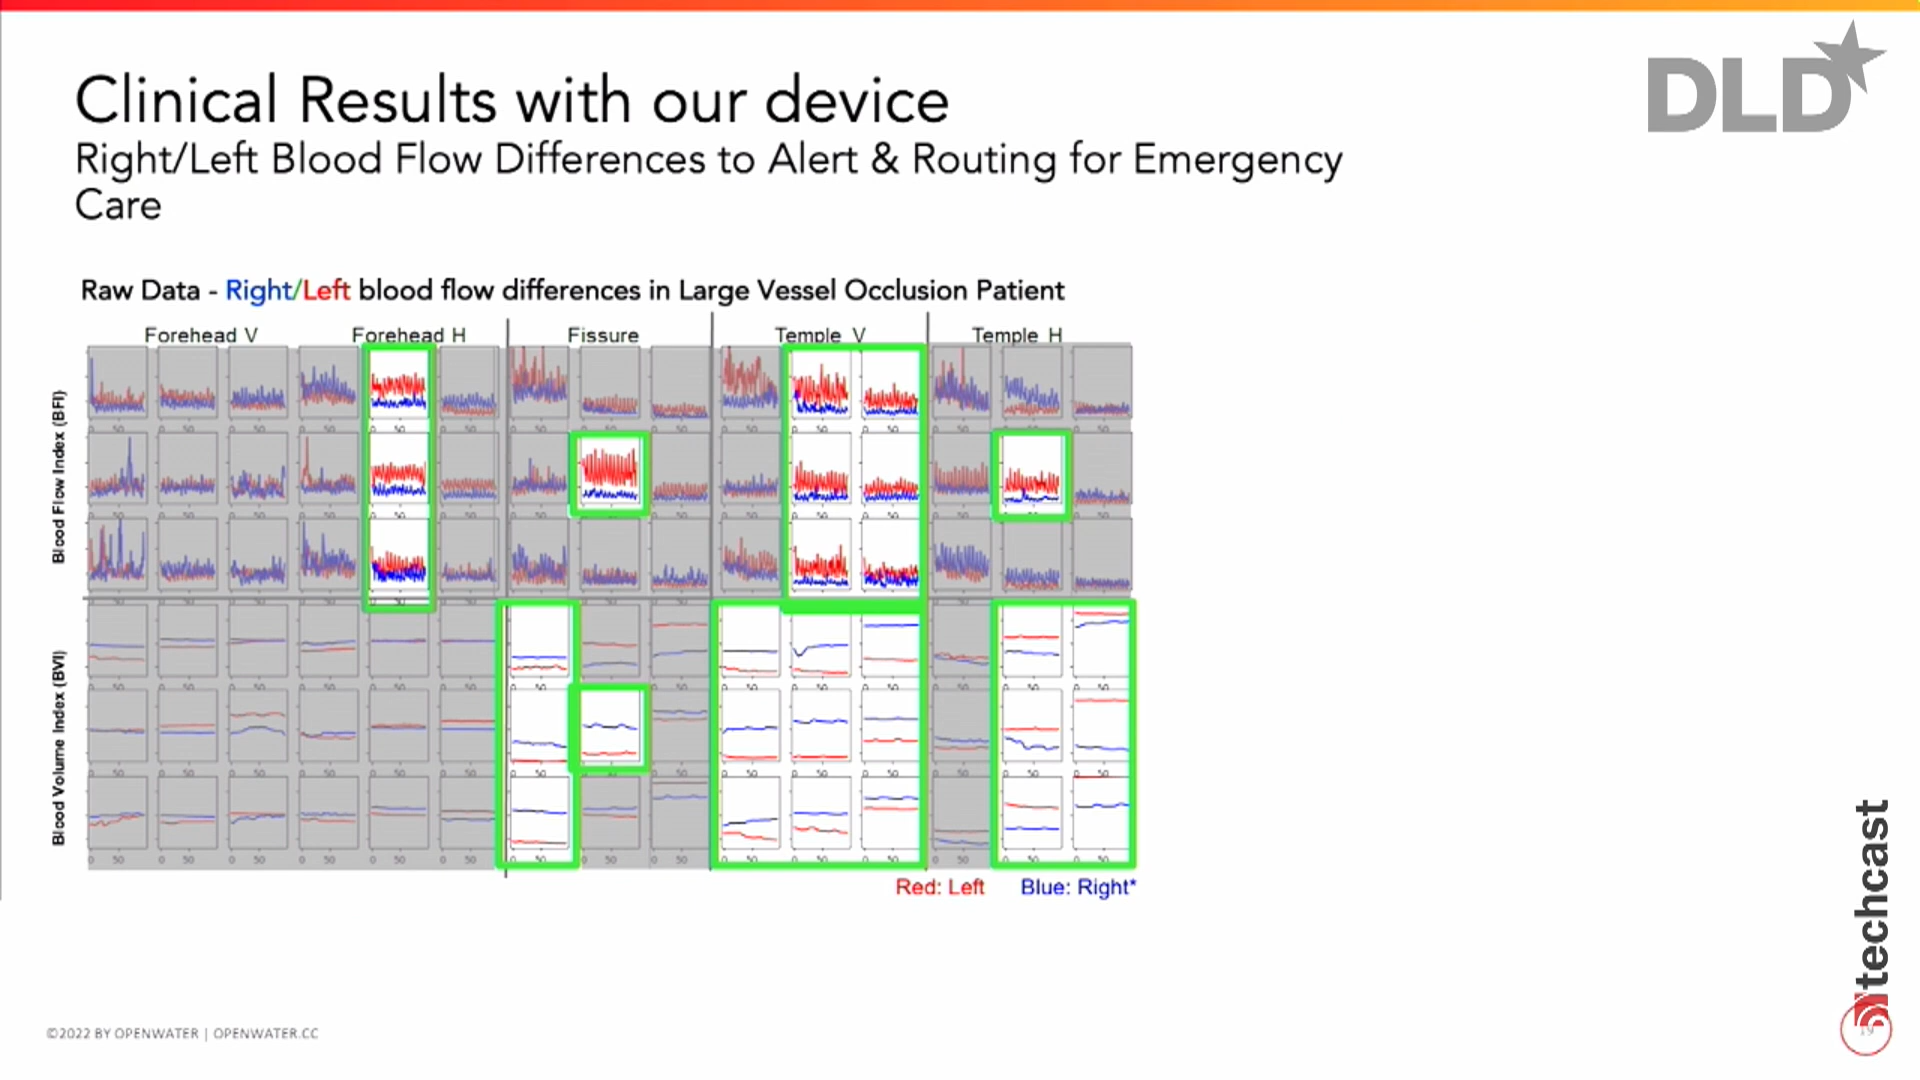 DLD
Clinical Results with our device
Right/Left Blood Flow Differences to Alert & Routing for Emergency
Care
Raw Data - Right/Left blood flow differences in Large Vessel Occlusion Patient
Forehead V Forehead H Fissure Temple V Temple H
Blood Flow Index (BFI)
Blood Volume Index (BVI)
Red: Left Blue: Right*
techcast
©2022 BY OPENWATER | OPENWATER.CC
19